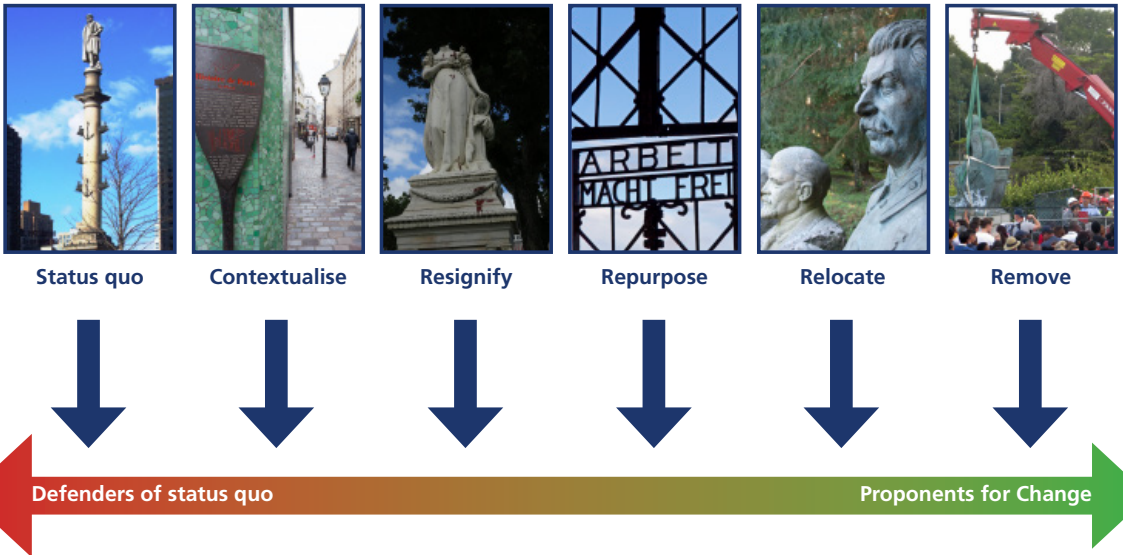 ARBEIT
MACHT FREI
Status quo
Contextualise
Resignify
Repurpose
Relocate
Remove
Defenders of status quo
Proponents for Change